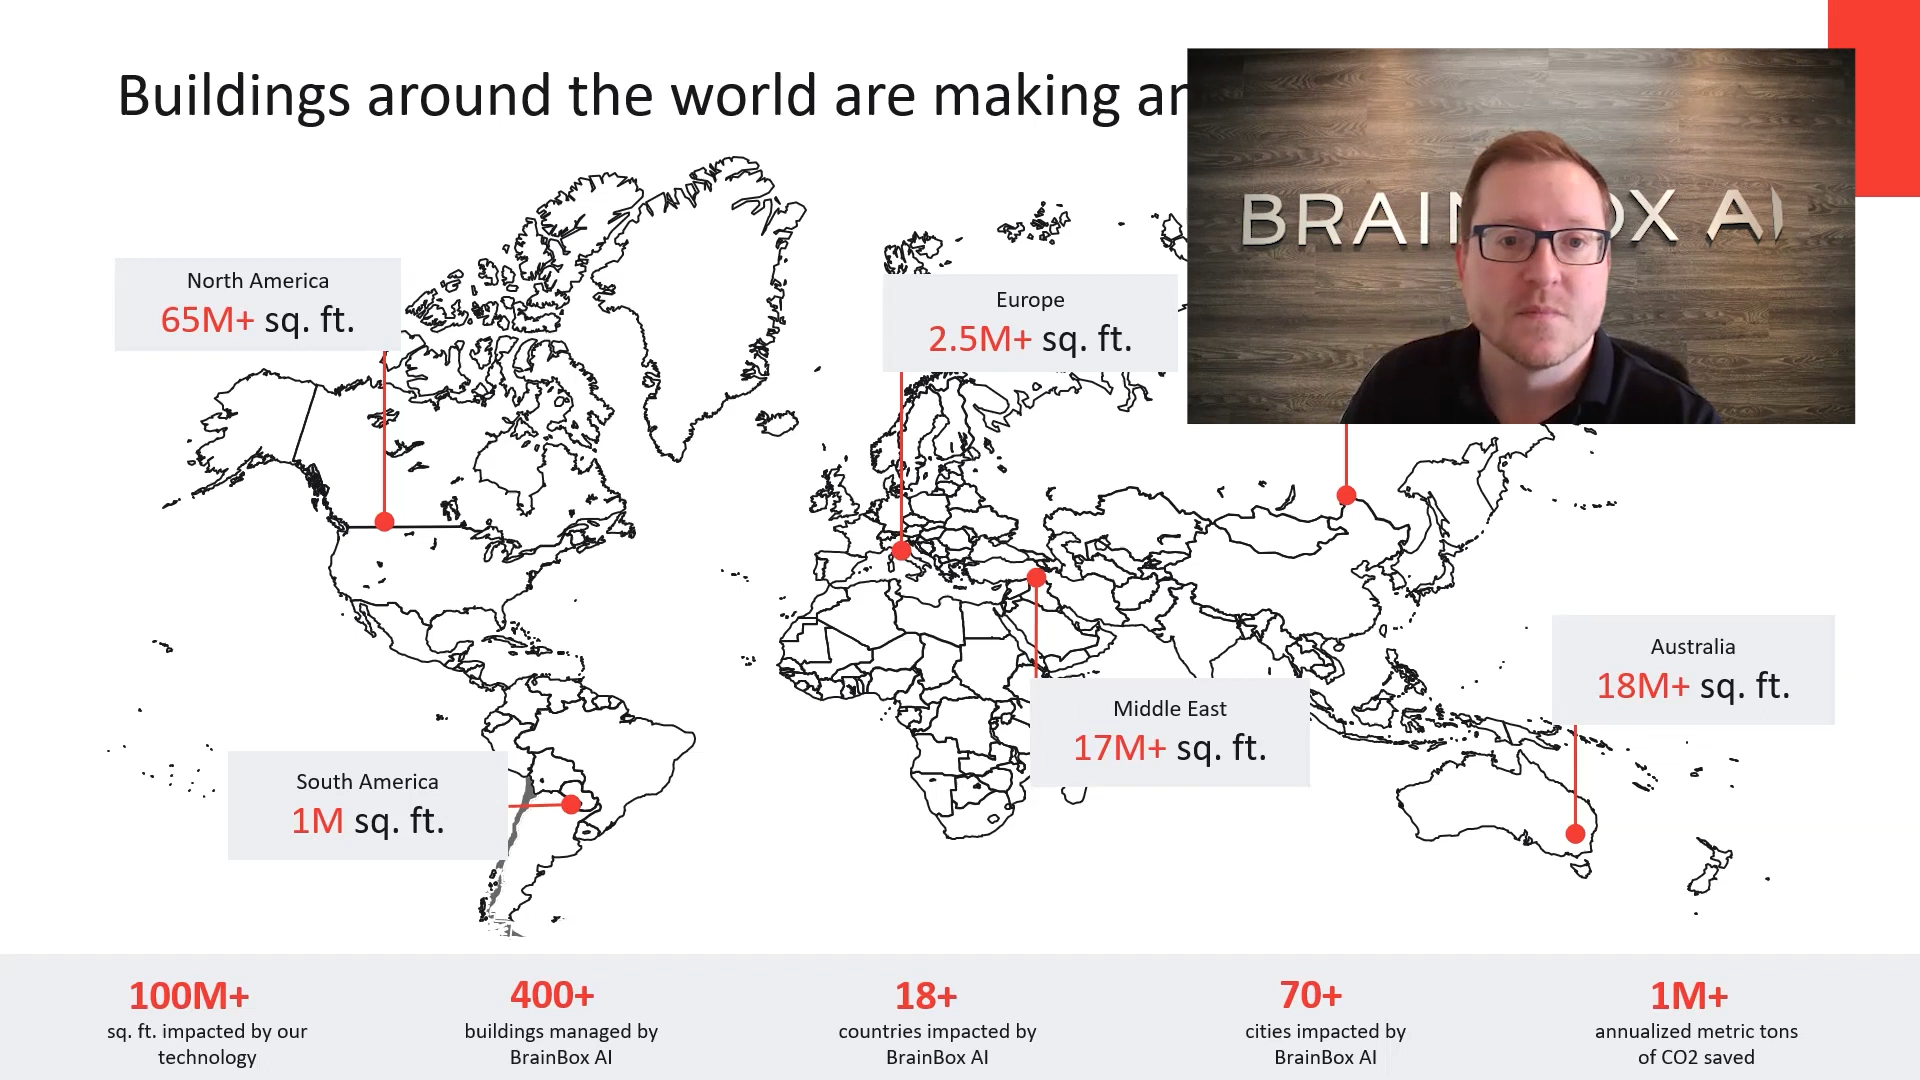 Buildings around the world are making an
BRAIN OX AI
North America
65M+ sq. ft.
Europe
2.5M+ sq. ft.
Australia
18M+ sq. ft.
Middle East
17M+ sq. ft.
South America
1M sq. ft.
100M+
sq. ft. impacted by our
technology
400+
buildings managed by
BrainBox AI
18+
countries impacted by
BrainBox AI
70+
cities impacted by
BrainBox AI
1M+
annualized metric tons
of CO2 saved